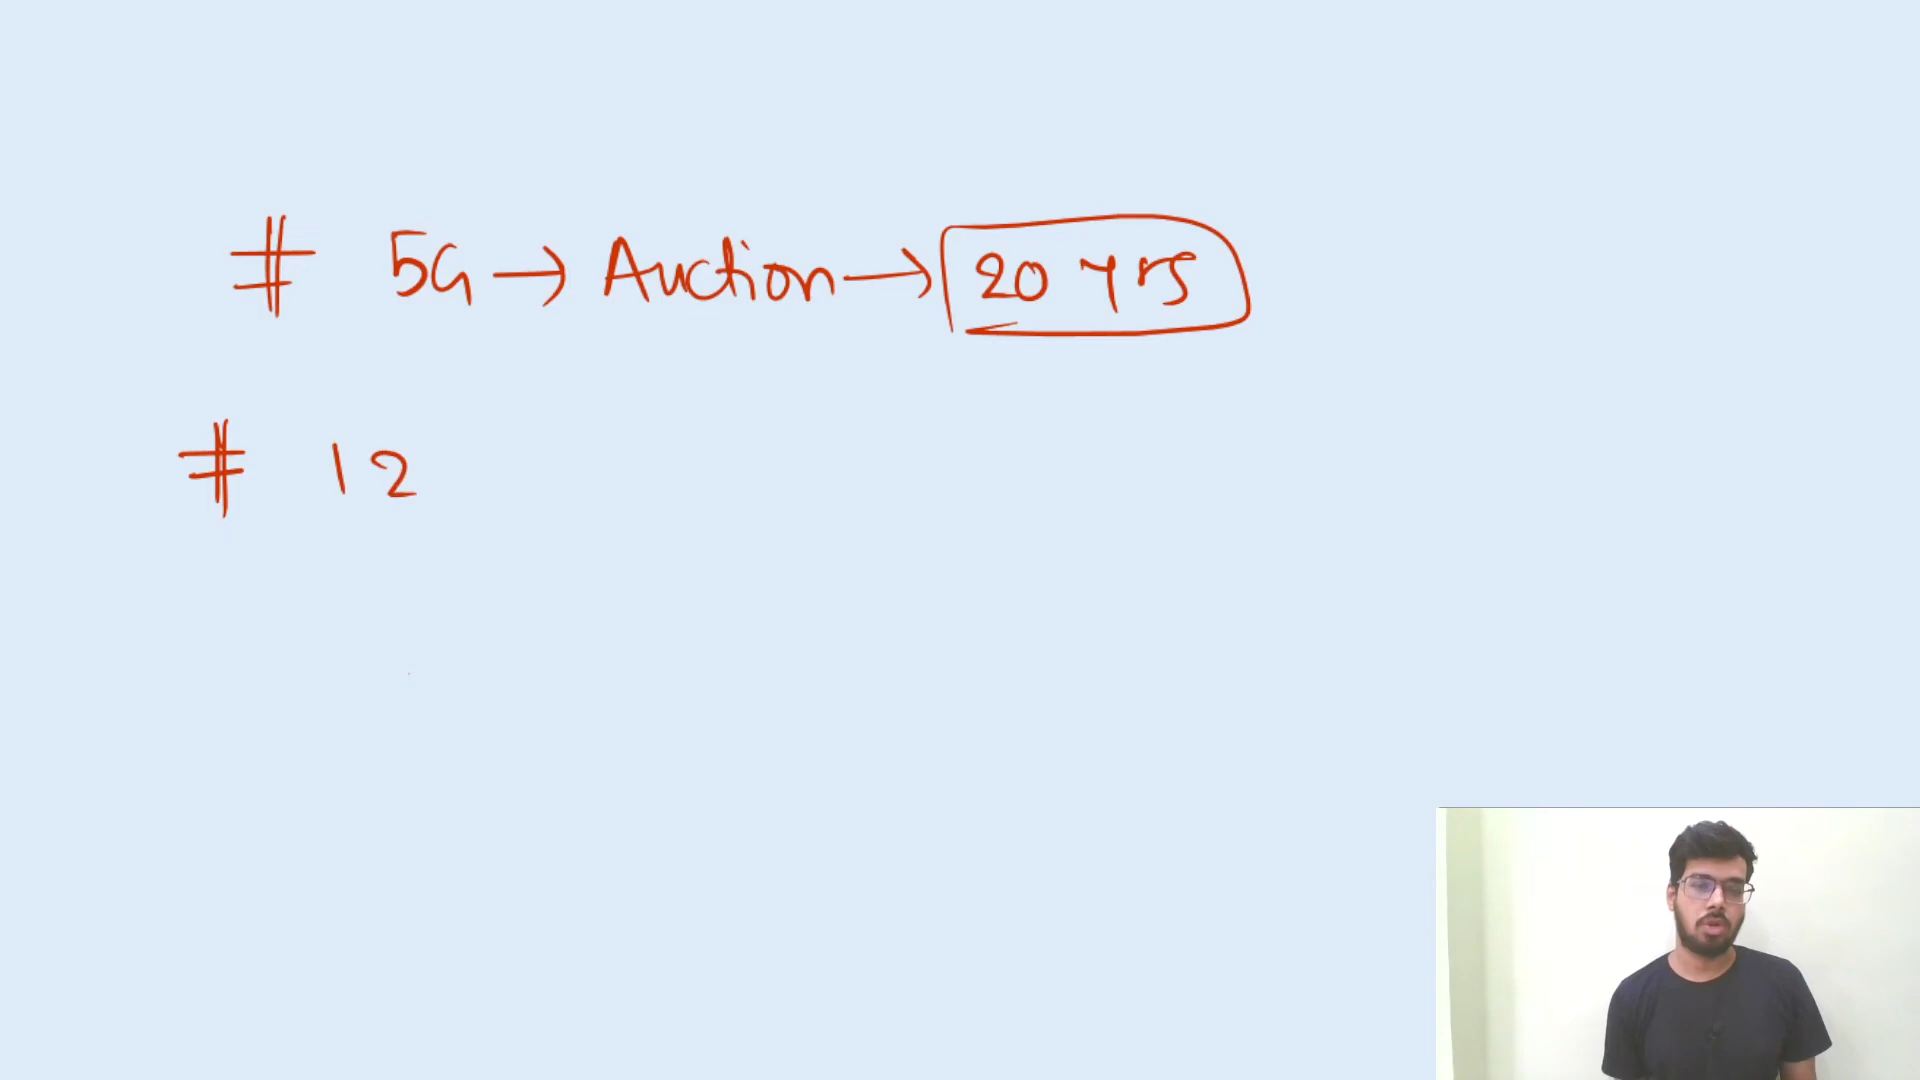 # 5G → Auction → 20 Yrs
# 12